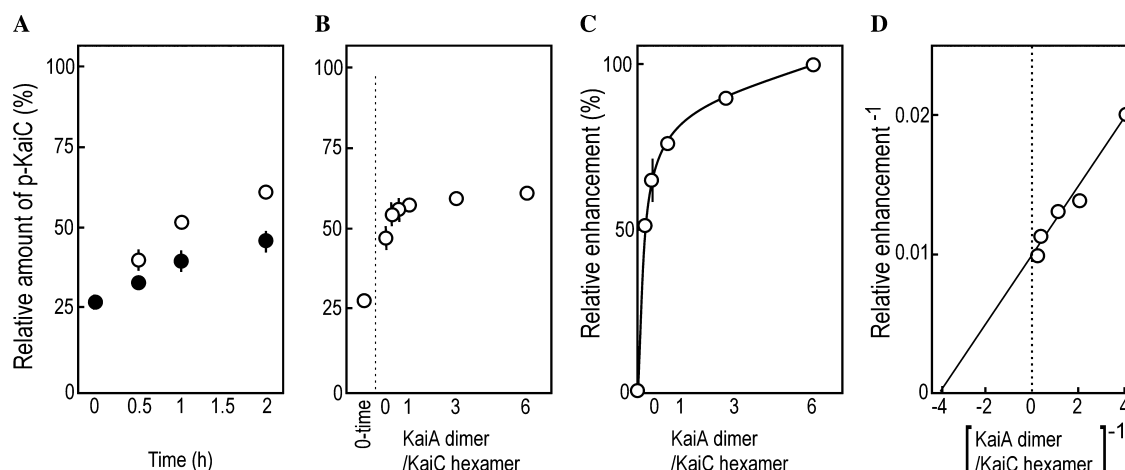 A
B
C
D
Relative amount of p-KaiC (%)
100
75
50
25
0
0 0.5 1 1.5 2
Time (h)
100
75
50
25
0
0-time
0 1 3 6
KaiA dimer
/KaiC hexamer
Relative enhancement (%)
100
50
0
0 1 3 6
KaiA dimer
/KaiC hexamer
Relative enhancement -1
0.02
0.01
0
-4 -2 0 2 4
[KaiA dimer
/KaiC hexamer] -1